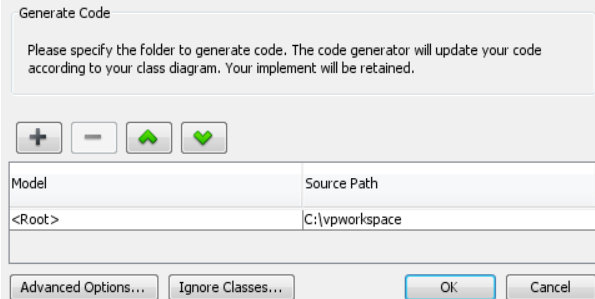 Generate Code
Please specify the folder to generate code. The code generator will update your code
according to your class diagram. Your implement will be retained.
Model Source Path
<Root> C:\vpworkspace
Advanced Options... Ignore Classes... OK Cancel